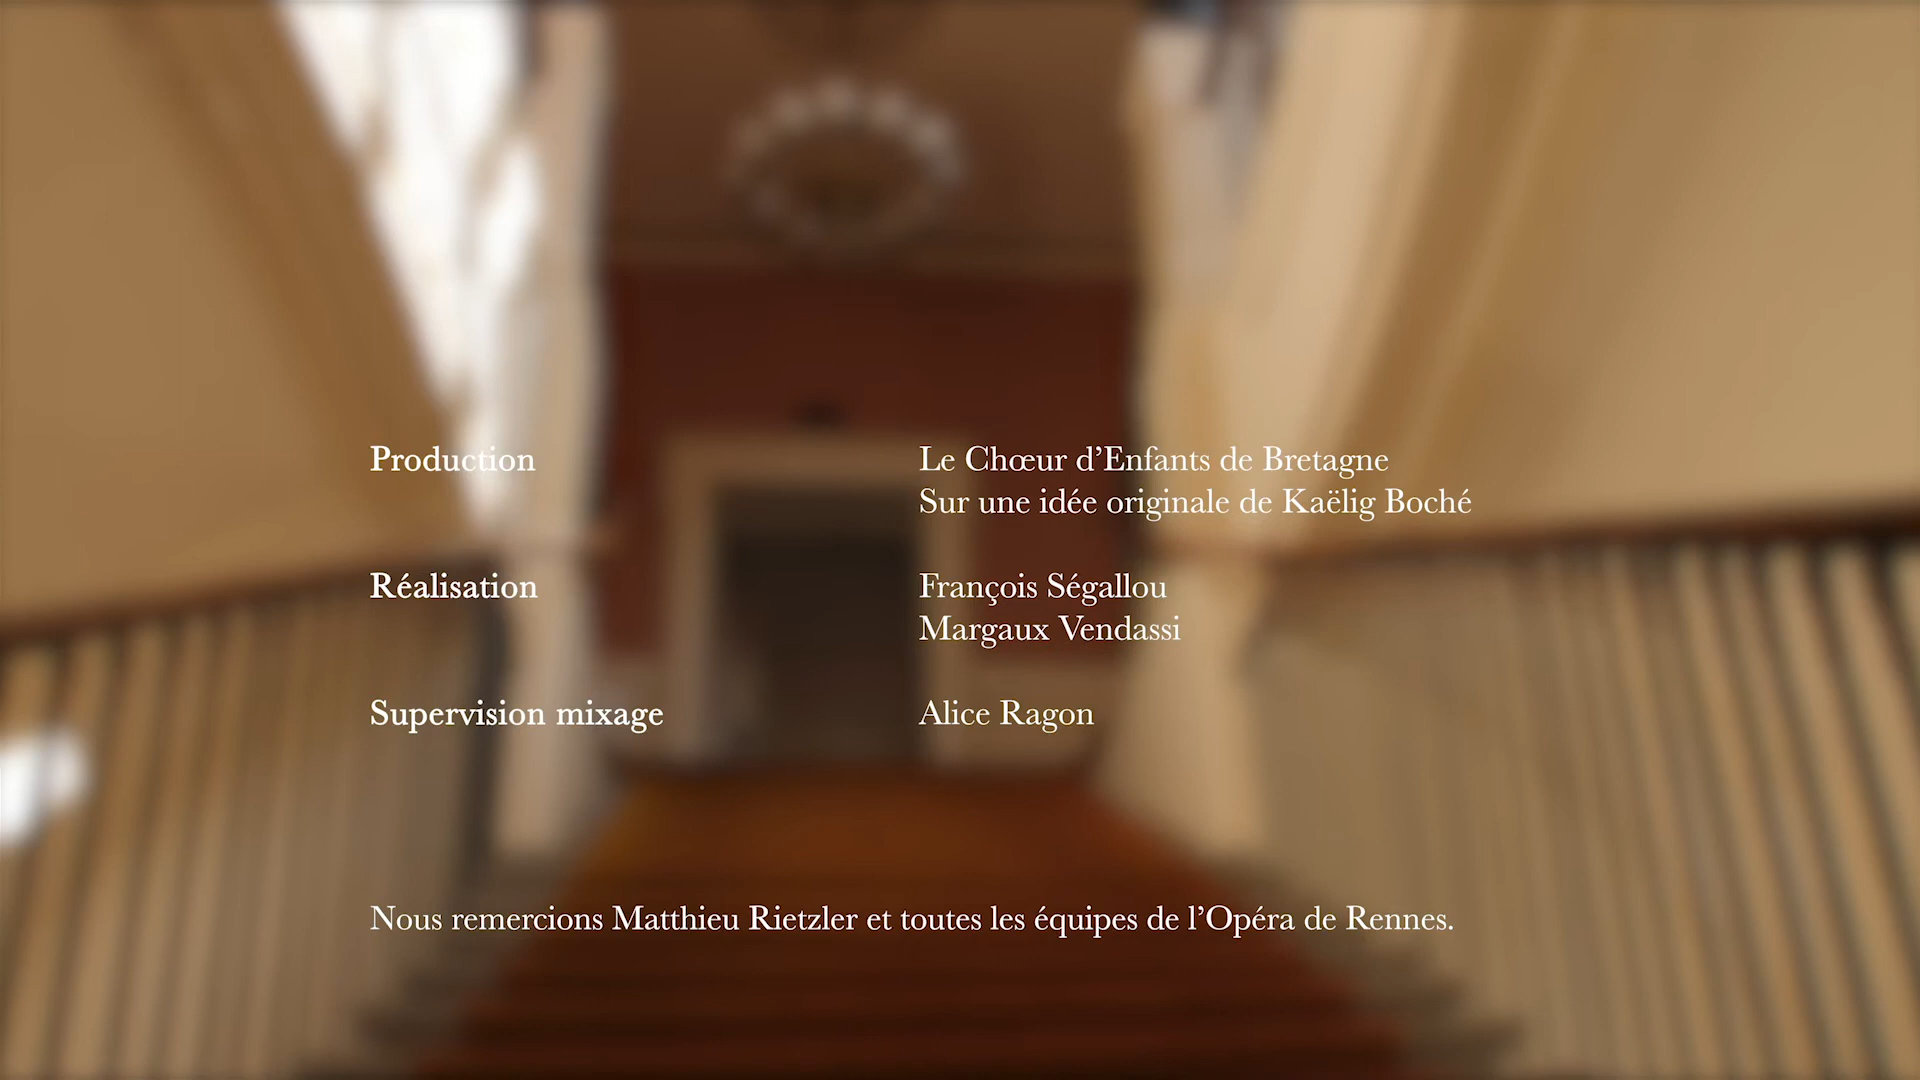 Production
Le Chœur d’Enfants de Bretagne
Sur une idée originale de Kaëlig Boché
Réalisation
François Ségallou
Margaux Vendassi
Supervision mixage
Alice Ragon
Nous remercions Matthieu Rietzler et toutes les équipes de l’Opéra de Rennes.